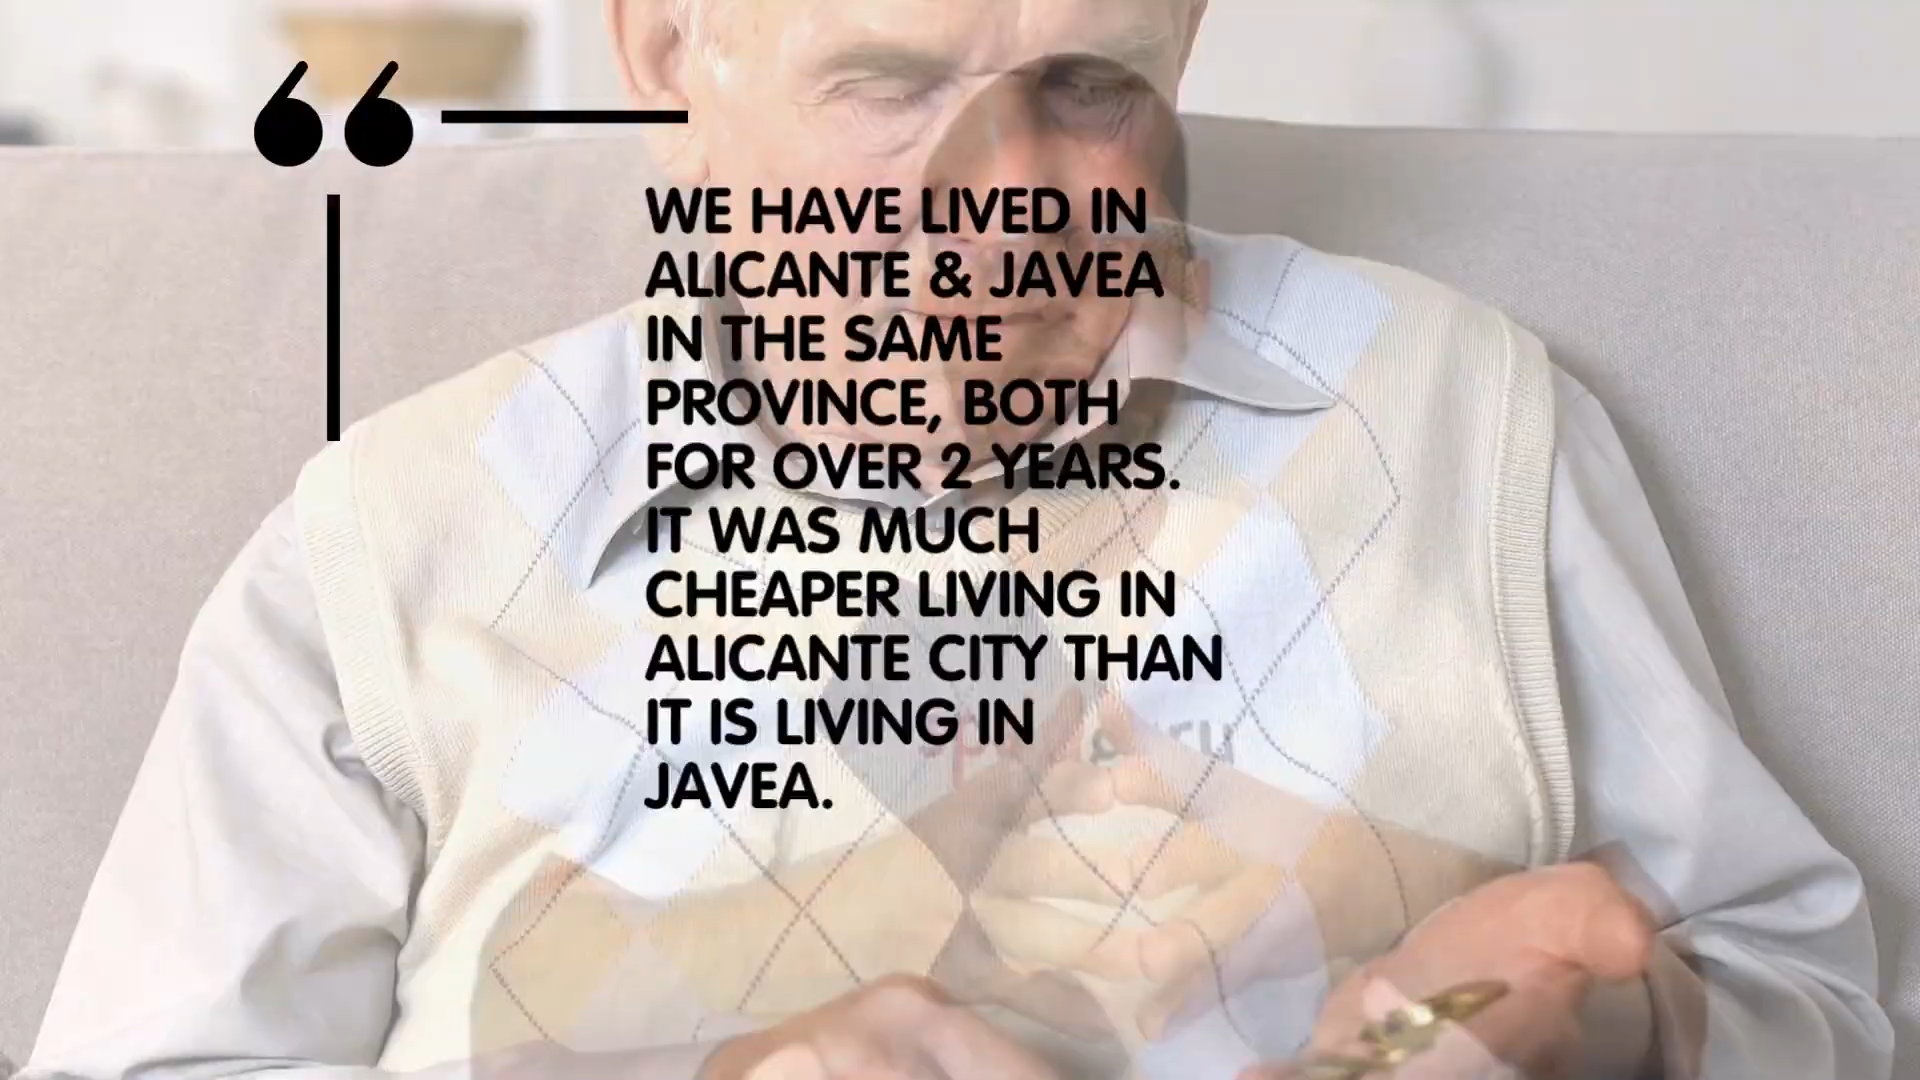 WE HAVE LIVED IN
ALICANTE & JAVEA
IN THE SAME
PROVINCE, BOTH
FOR OVER 2 YEARS.
IT WAS MUCH
CHEAPER LIVING IN
ALICANTE CITY THAN
IT IS LIVING IN
JAVEA.